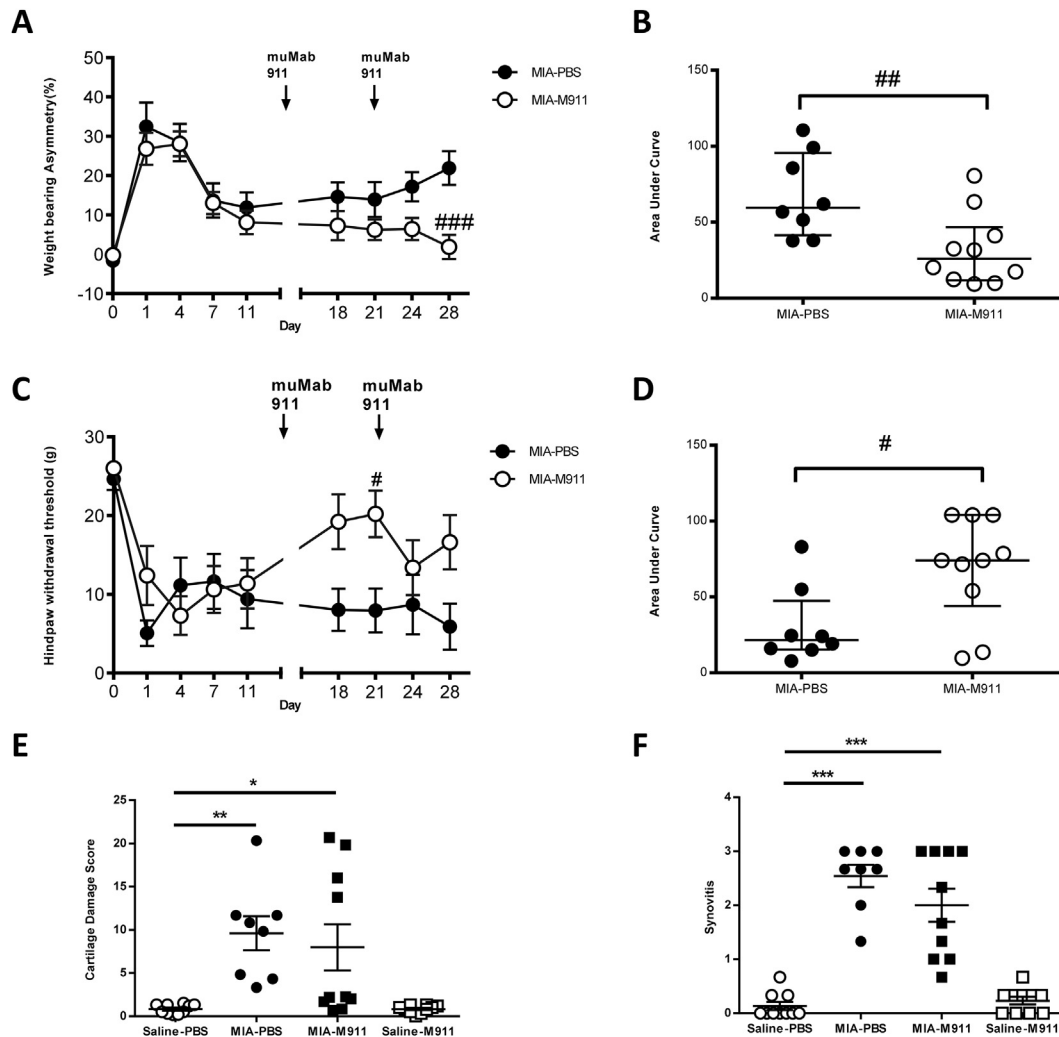 A
muMab
911
muMab
911
MIA-PBS
MIA-M911
Weight bearing Asymmetry(%)
50
40
30
20
10
0
-10
###
0 1 4 7 11 18 21 24 28
Day
B
##
Area Under Curve
150
100
50
0
MIA-PBS MIA-M911
C
muMab
911
muMab
911
MIA-PBS
MIA-M911
Hindpaw withdrawal threshold (g)
30
20
10
0
#
0 1 4 7 11 18 21 24 28
Day
D
#
Area Under Curve
150
100
50
0
MIA-PBS MIA-M911
E
*
**
Cartilage Damage Score
25
20
15
10
5
0
Saline-PBS MIA-PBS MIA-M911 Saline-M911
F
***
***
Synovitis
4
3
2
1
0
Saline-PBS MIA-PBS MIA-M911 Saline-M911